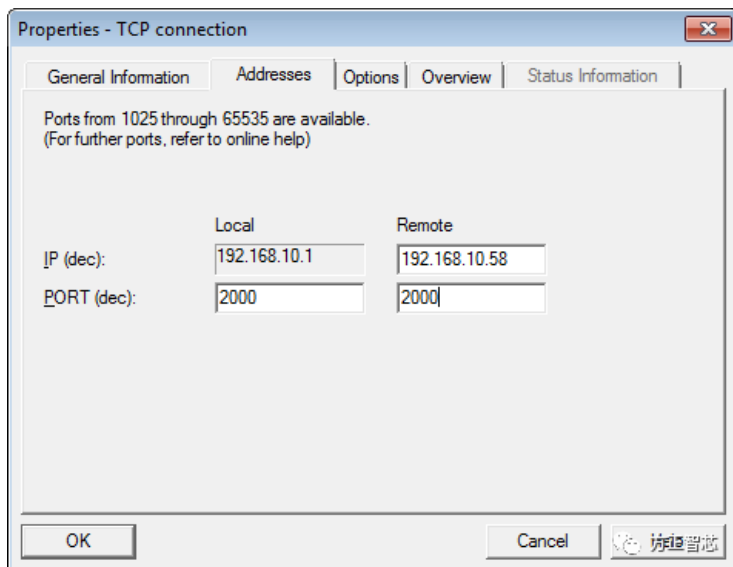 Properties - TCP connection
General Information Addresses Options Overview Status Information
Ports from 1025 through 65535 are available.
(For further ports, refer to online help)
Local Remote
IP (dec): 192.168.10.1 192.168.10.58
PORT (dec): 2000 2000
OK Cancel
智芯